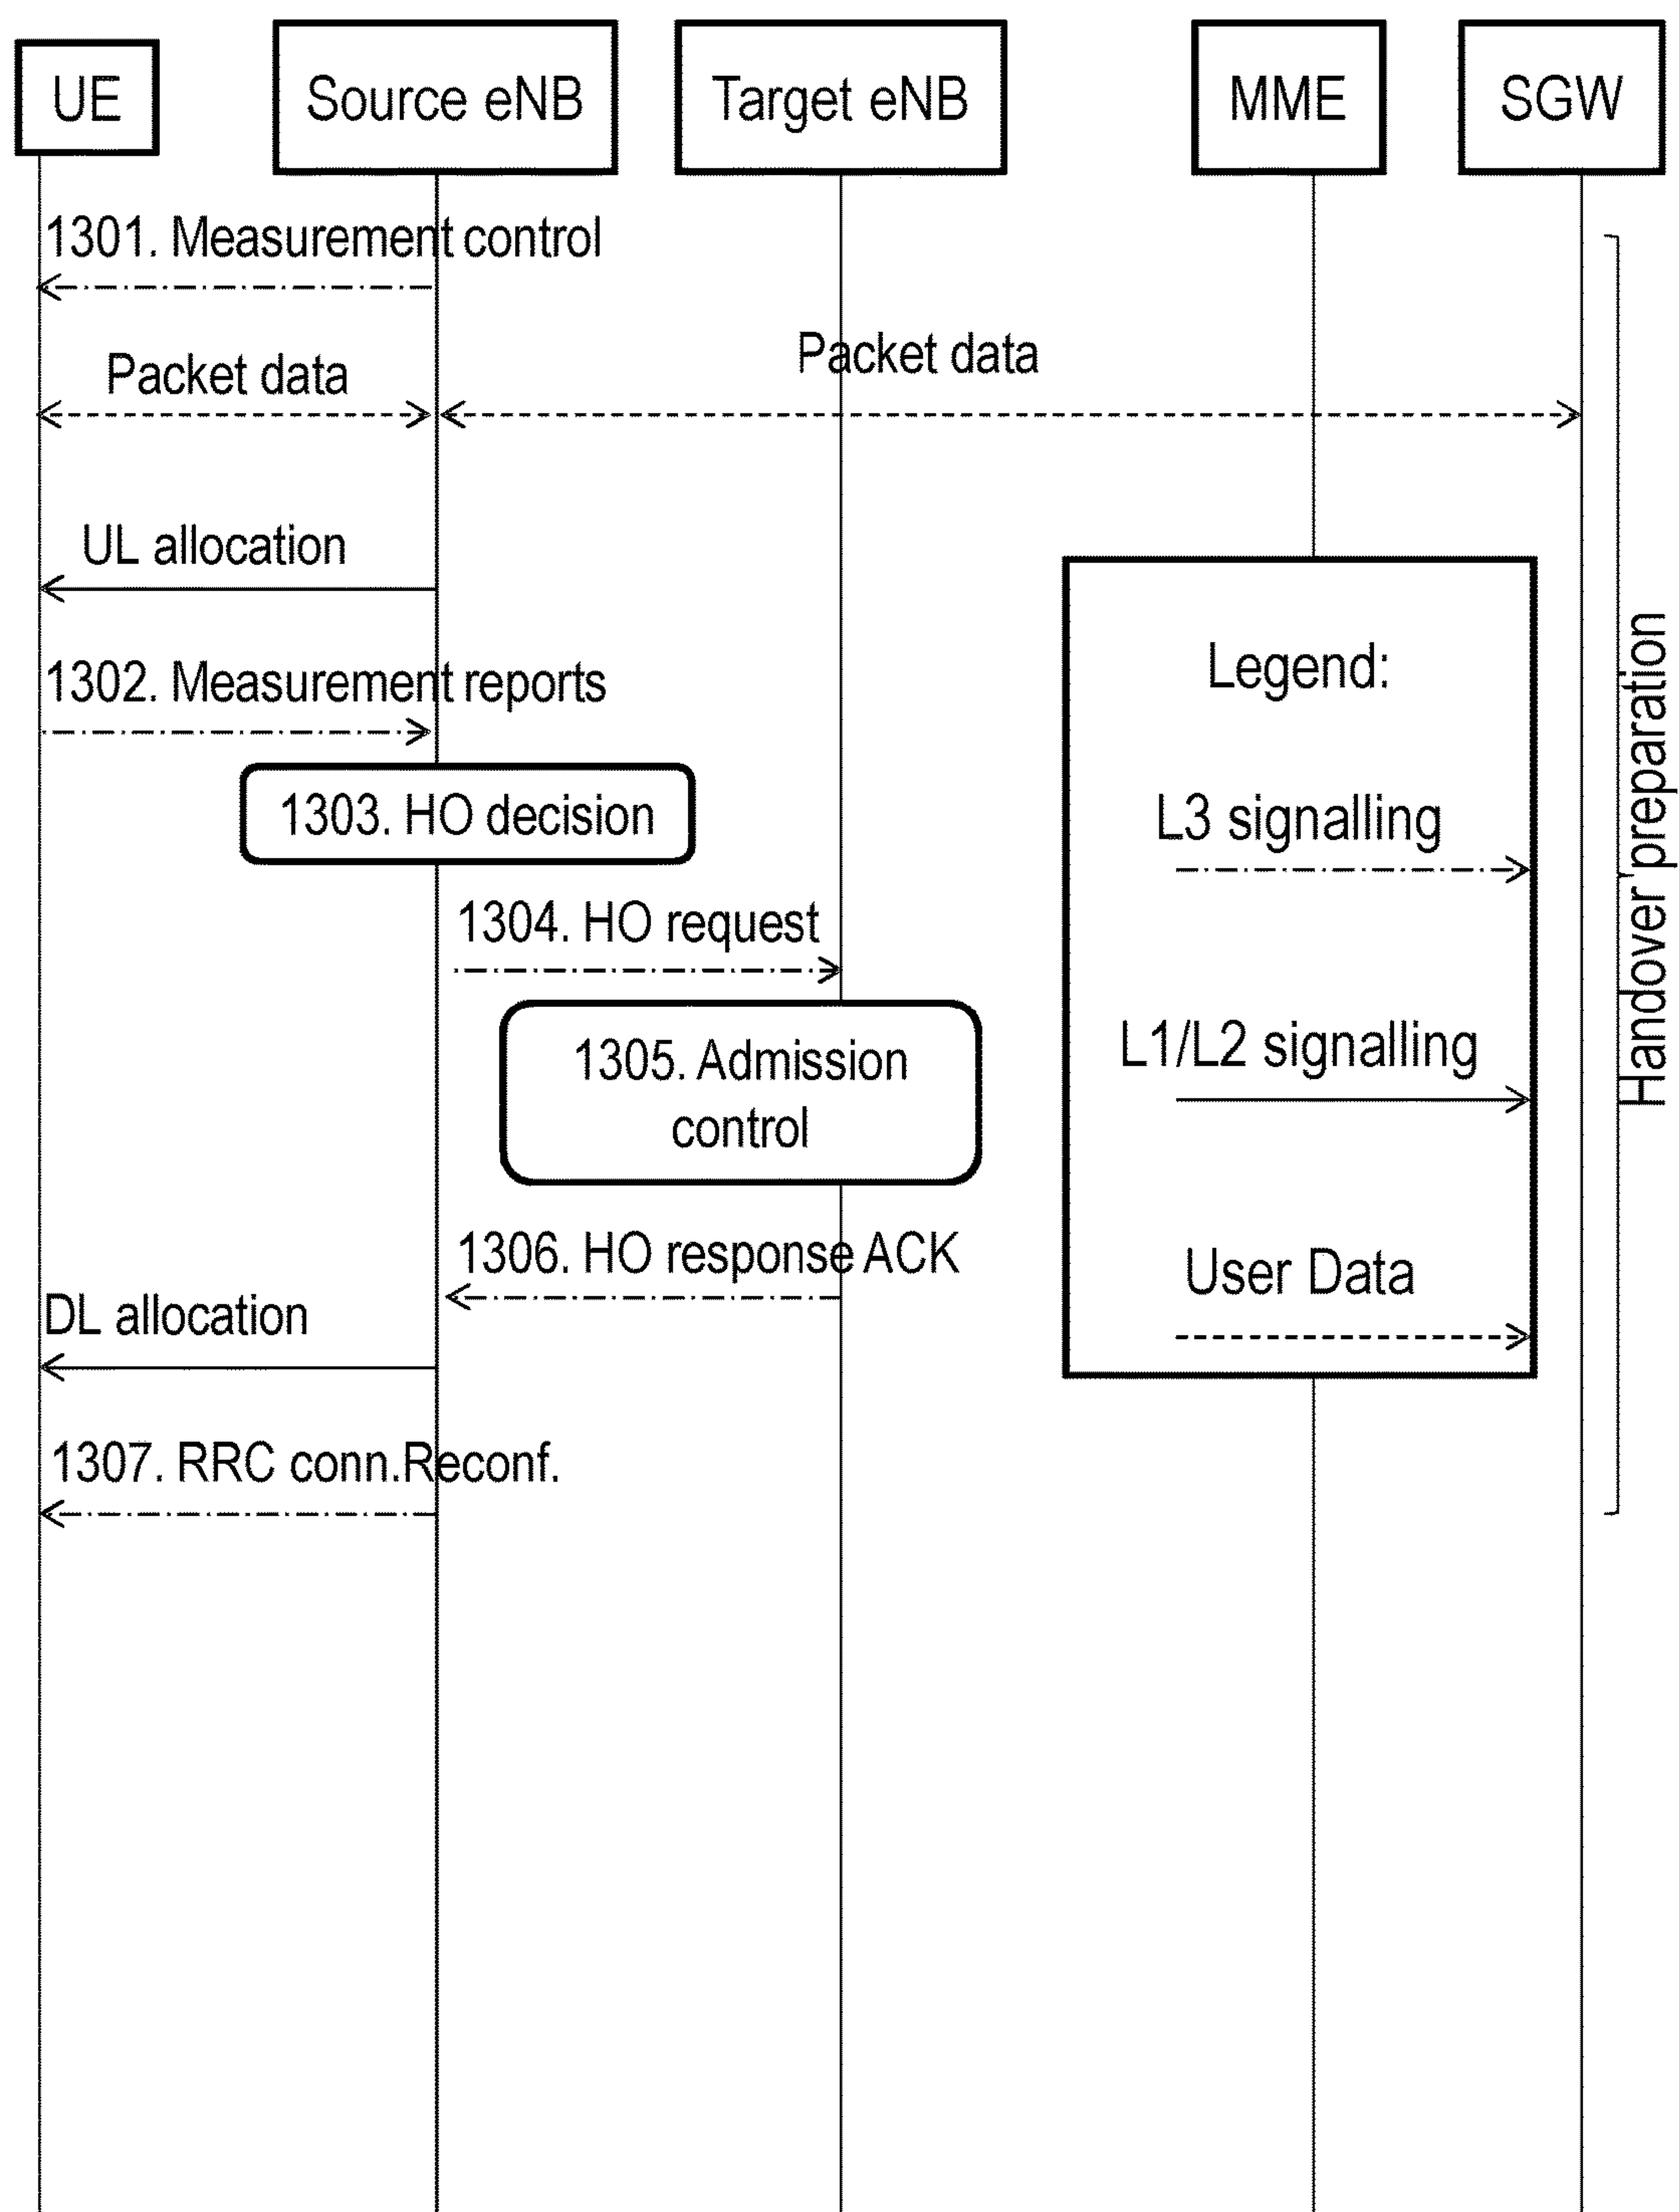 UE
Source eNB
Target eNB
MME
SGW
1301. Measurement control
Packet data
Packet data
UL allocation
1302. Measurement reports
1303. HO decision
1304. HO request
1305. Admission
control
1306. HO response ACK
DL allocation
1307. RRC conn.Reconf.
Legend:
L3 signalling
L1/L2 signalling
User Data
Handover preparation